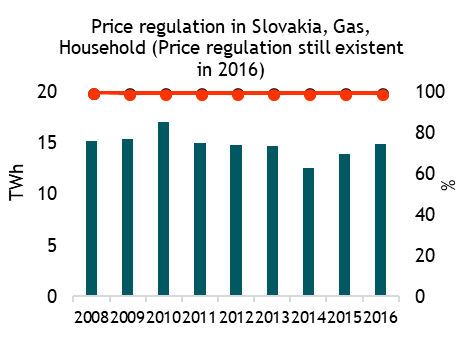 Price regulation in Slovakia, Gas,
Household (Price regulation still existent
in 2016)
20 100
15 80
10 60
5 40
0 20
0
TWh
%
2008 2009 2010 2011 2012 2013 2014 2015 2016